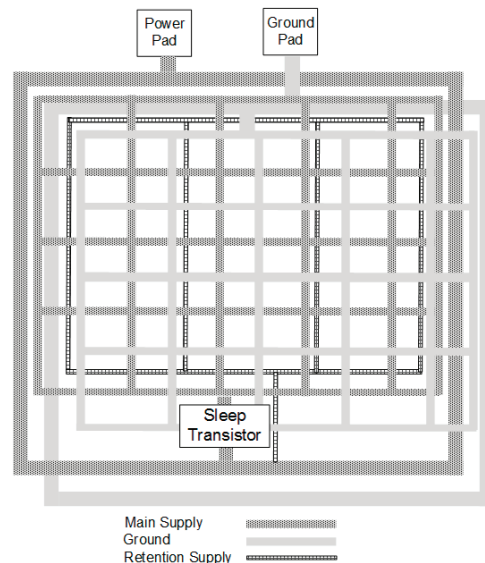 Power
Pad
Ground
Pad
Sleep
Transistor
Main Supply
Ground
Retention Supply